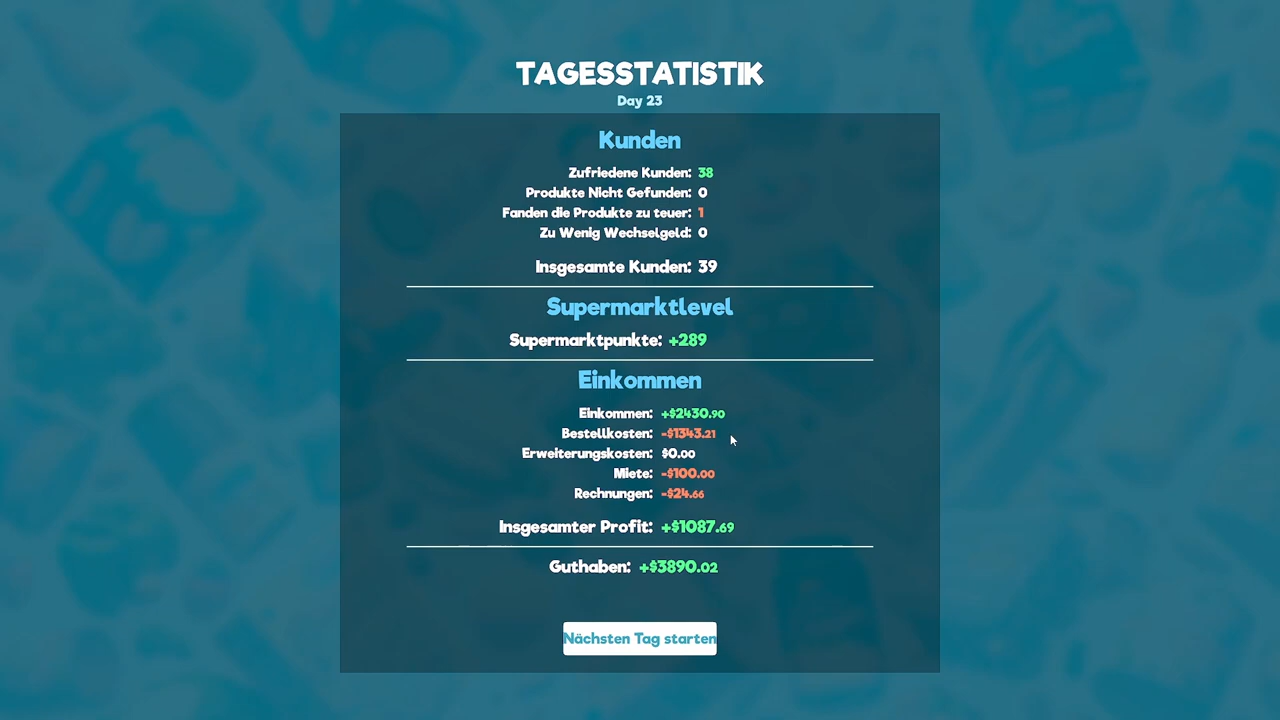 TAGESSTATISTIK
Day 23
Kunden
Zufriedene Kunden: 38
Produkte Nicht Gefunden: 0
Fanden die Produkte zu teuer: 1
Zu Wenig Wechselgeld: 0
Insgesamte Kunden: 39
Supermarktlevel
Supermarktpunkte: +289
Einkommen
Einkommen: +$2430.90
Bestellkosten: -$1343.21
Erweiterungskosten: $0.00
Miete: -$100.00
Rechnungen: -$24.66
Insgesamter Profit: +$1087.69
Guthaben: +$3890.02
Nächsten Tag starten